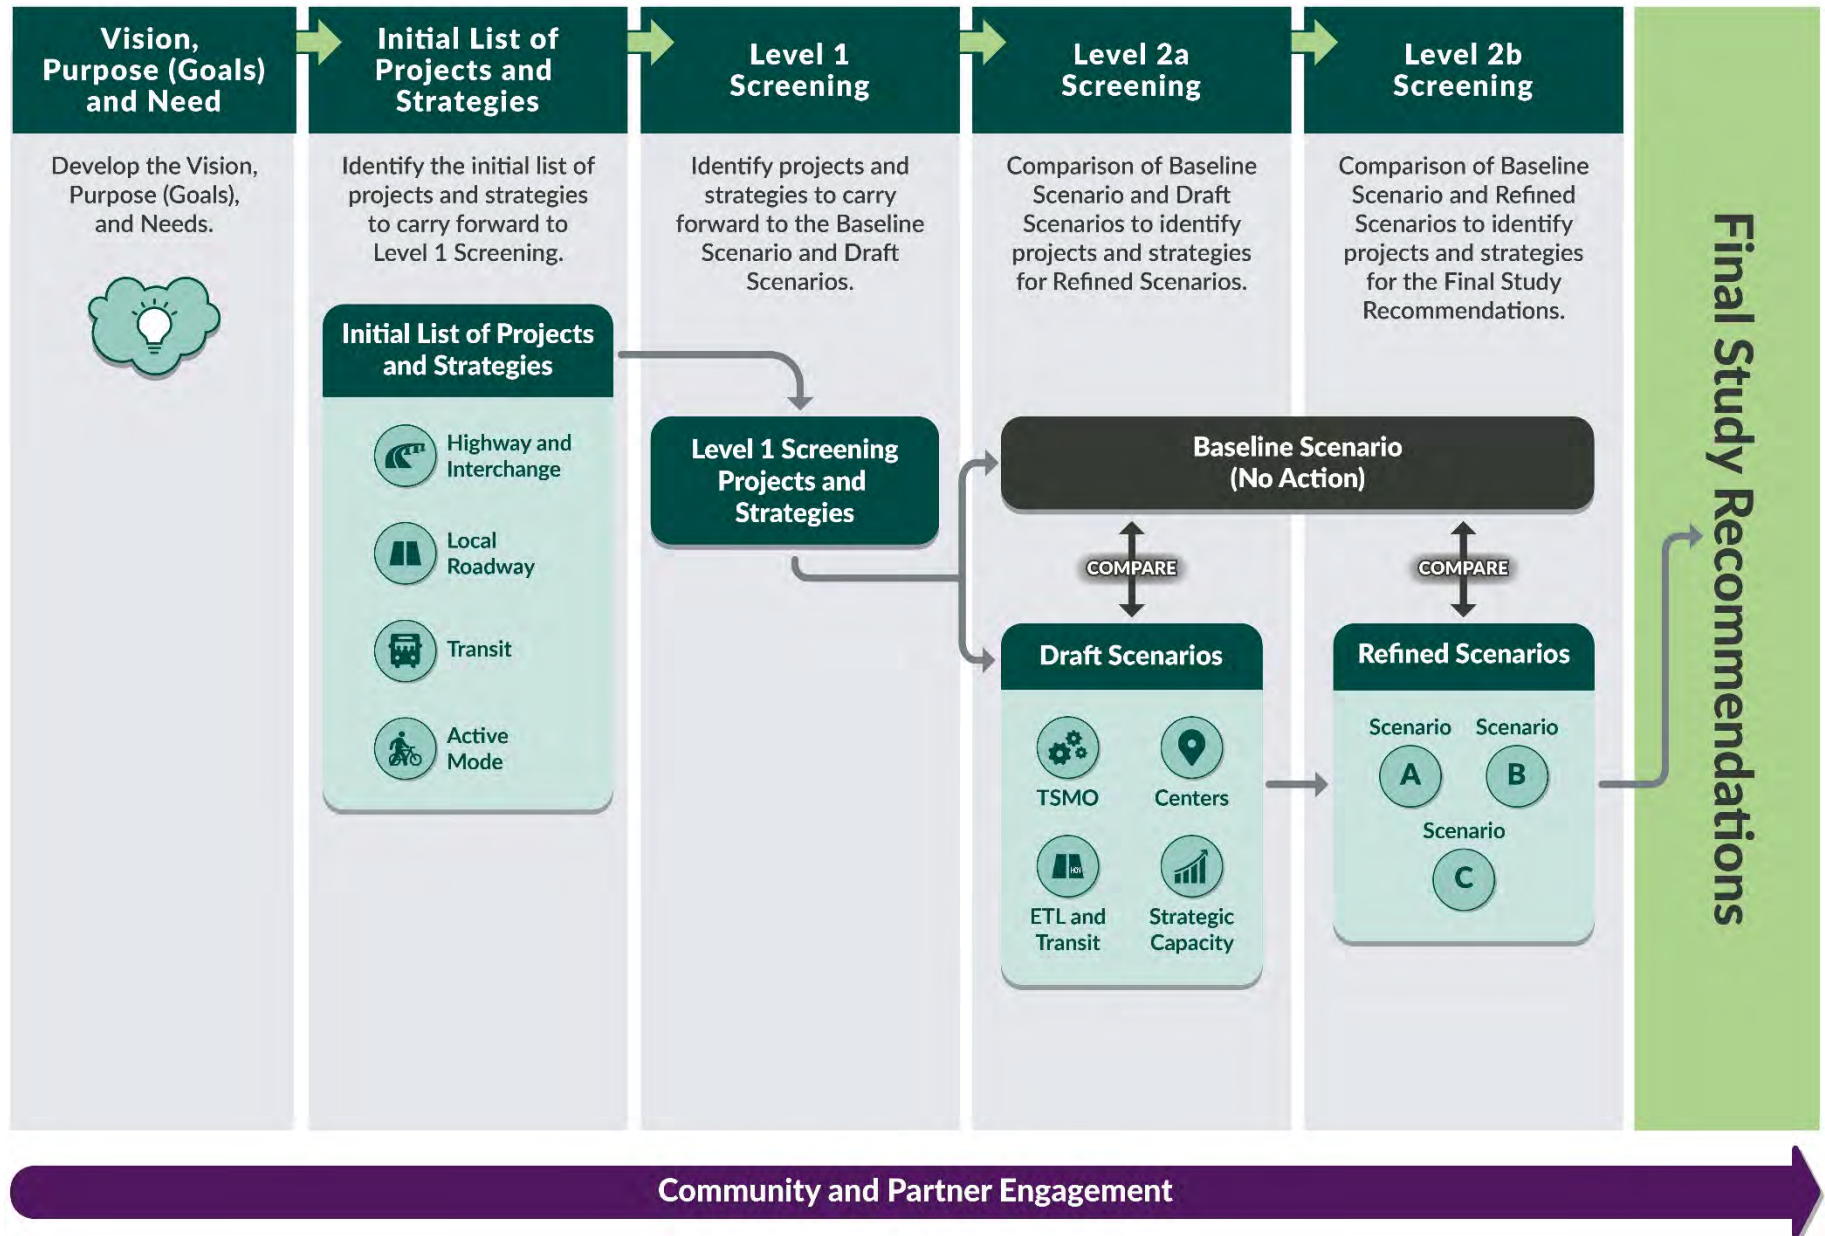 Vision,
Purpose (Goals)
and Need
Develop the Vision,
Purpose (Goals),
and Needs.
Initial List of
Projects and
Strategies
Identify the initial list of
projects and strategies
to carry forward to
Level 1 Screening.
Initial List of Projects
and Strategies
Highway and
Interchange
Local
Roadway
Transit
Active
Mode
Level 1
Screening
Identify projects and
strategies to carry
forward to the Baseline
Scenario and Draft
Scenarios.
Level 1 Screening
Projects and
Strategies
Level 2a
Screening
Comparison of Baseline
Scenario and Draft
Scenarios to identify
projects and strategies
for Refined Scenarios.
Level 2b
Screening
Comparison of Baseline
Scenario and Refined
Scenarios to identify
projects and strategies
for the Final Study
Recommendations.
Baseline Scenario
(No Action)
COMPARE
COMPARE
Draft Scenarios
TSMO
Centers
HOV
ETL and
Transit
Strategic
Capacity
Refined Scenarios
Scenario
A
Scenario
B
Scenario
C
Final Study Recommendations
Community and Partner Engagement